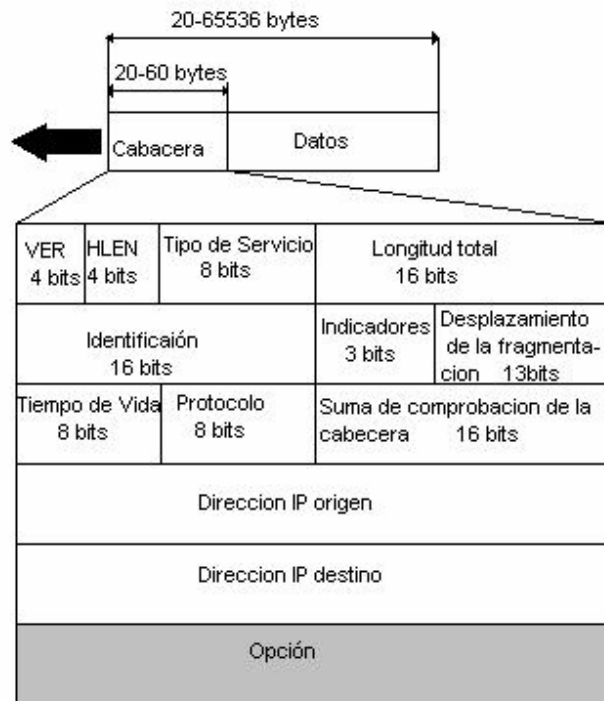 20-65536 bytes
20-60 bytes
Cabacera
Datos
VER
4 bits
HLEN
4 bits
Tipo de Servicio
8 bits
Longitud total
16 bits
Identificaión
16 bits
Indicadores
3 bits
Desplazamiento
de la fragmenta-
cion 13bits
Tiempo de Vida
8 bits
Protocolo
8 bits
Suma de comprobacion de la
cabecera 16 bits
Direccion IP origen
Direccion IP destino
Opción